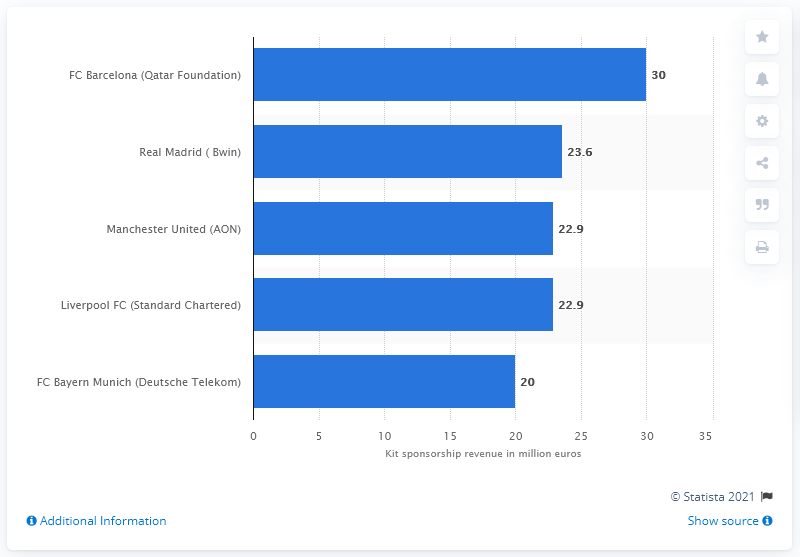 FC Barcelona (Qatar Foundation)
30
Real Madrid ( Bwin)
23.6
Manchester United (AON)
22.9
Liverpool FC (Standard Chartered)
22.9
FC Bayern Munich (Deutsche Telekom)
20
0 5 10 15 20 25 30 35
Kit sponsorship revenue in million euros
© Statista 2021
Additional Information
Show source